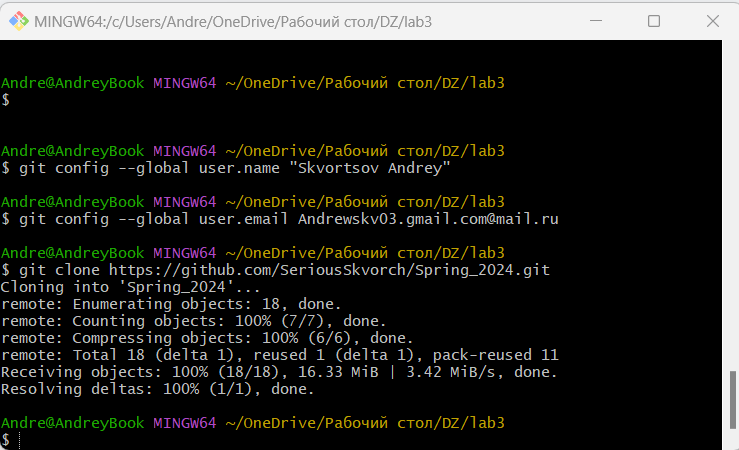 MINGW64:/c/Users/Andre/OneDrive/Рабочий стол/DZ/lab3
Andre@AndreyBook MINGW64 ~/OneDrive/Рабочий стол/DZ/lab3
$
Andre@AndreyBook MINGW64 ~/OneDrive/Рабочий стол/DZ/lab3
$ git config --global user.name "Skvortsov Andrey"
Andre@AndreyBook MINGW64 ~/OneDrive/Рабочий стол/DZ/lab3
$ git config --global user.email Andrewskv03.gmail.com@mail.ru
Andre@AndreyBook MINGW64 ~/OneDrive/Рабочий стол/DZ/lab3
$ git clone https://github.com/SeriousSkvorch/Spring_2024.git
Cloning into 'Spring_2024'...
remote: Enumerating objects: 18, done.
remote: Counting objects: 100% (7/7), done.
remote: Compressing objects: 100% (6/6), done.
remote: Total 18 (delta 1), reused 1 (delta 1), pack-reused 11
Receiving objects: 100% (18/18), 16.33 MiB | 3.42 MiB/s, done.
Resolving deltas: 100% (1/1), done.
Andre@AndreyBook MINGW64 ~/OneDrive/Рабочий стол/DZ/lab3
$